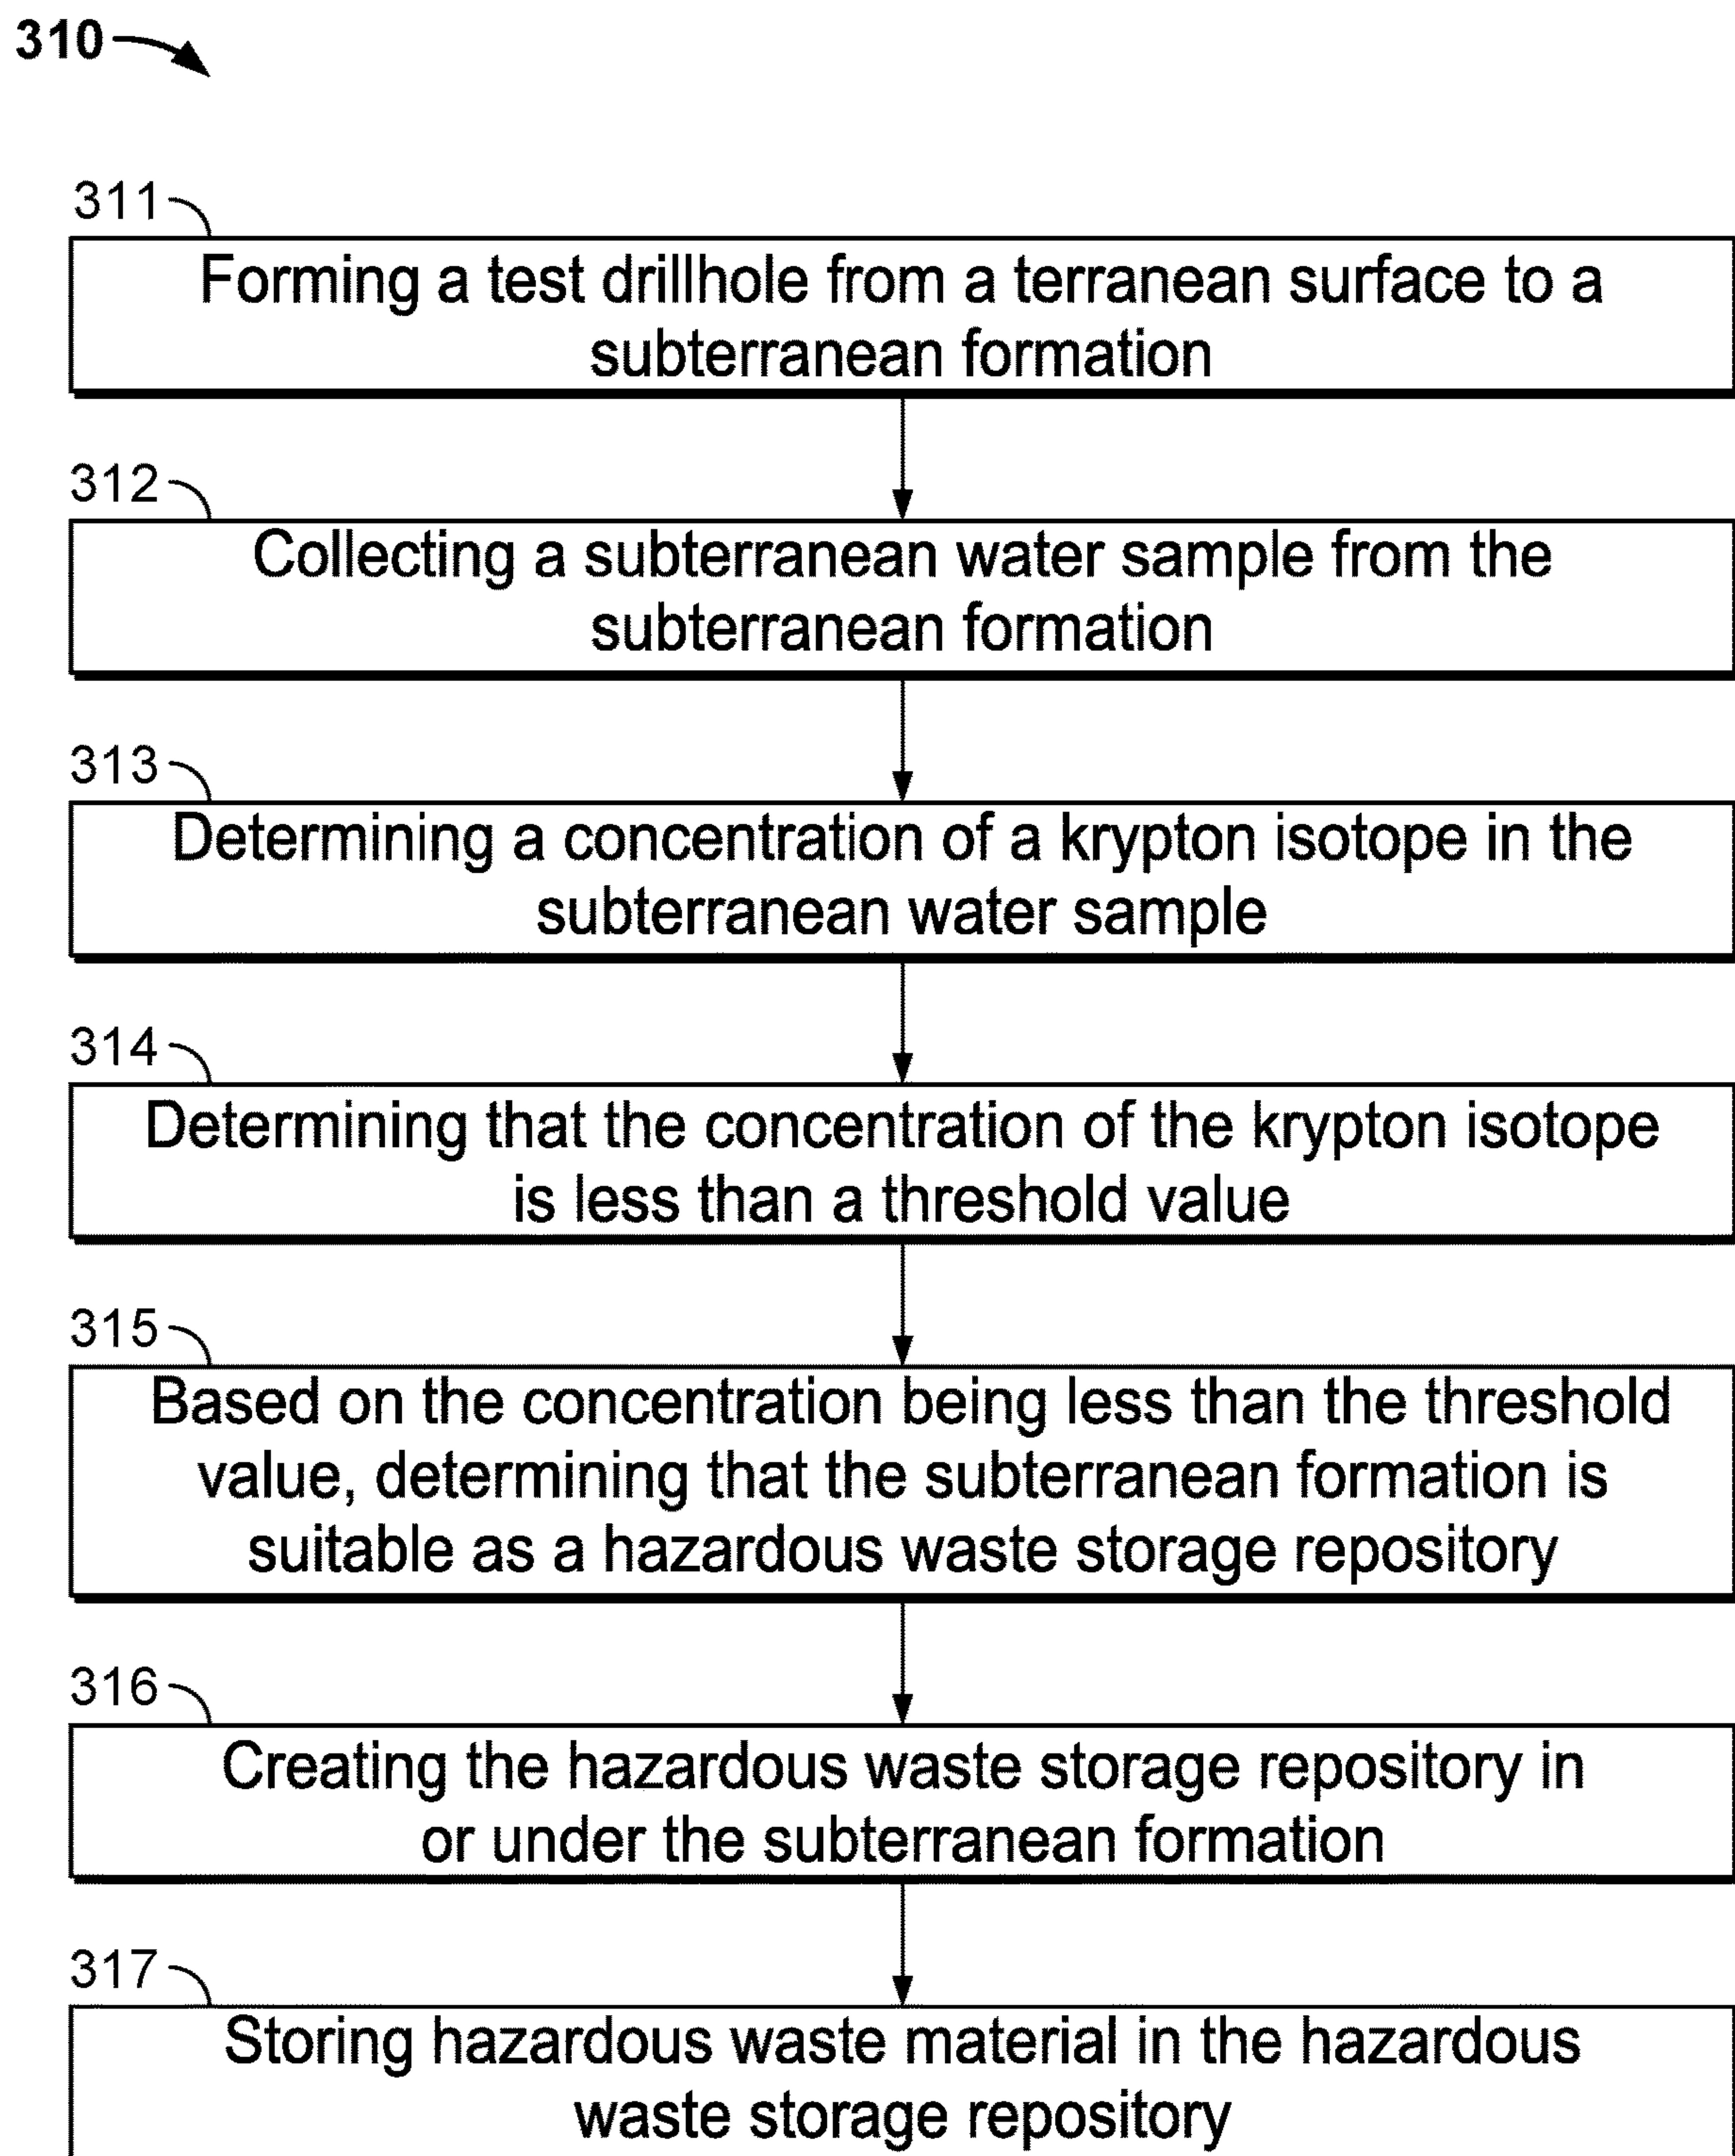 310
311
Forming a test drillhole from a terranean surface to a
subterranean formation
312
Collecting a subterranean water sample from the
subterranean formation
313
Determining a concentration of a krypton isotope in the
subterranean water sample
314
Determining that the concentration of the krypton isotope
is less than a threshold value
315
Based on the concentration being less than the threshold
value, determining that the subterranean formation is
suitable as a hazardous waste storage repository
316
Creating the hazardous waste storage repository in
or under the subterranean formation
317
Storing hazardous waste material in the hazardous
waste storage repository